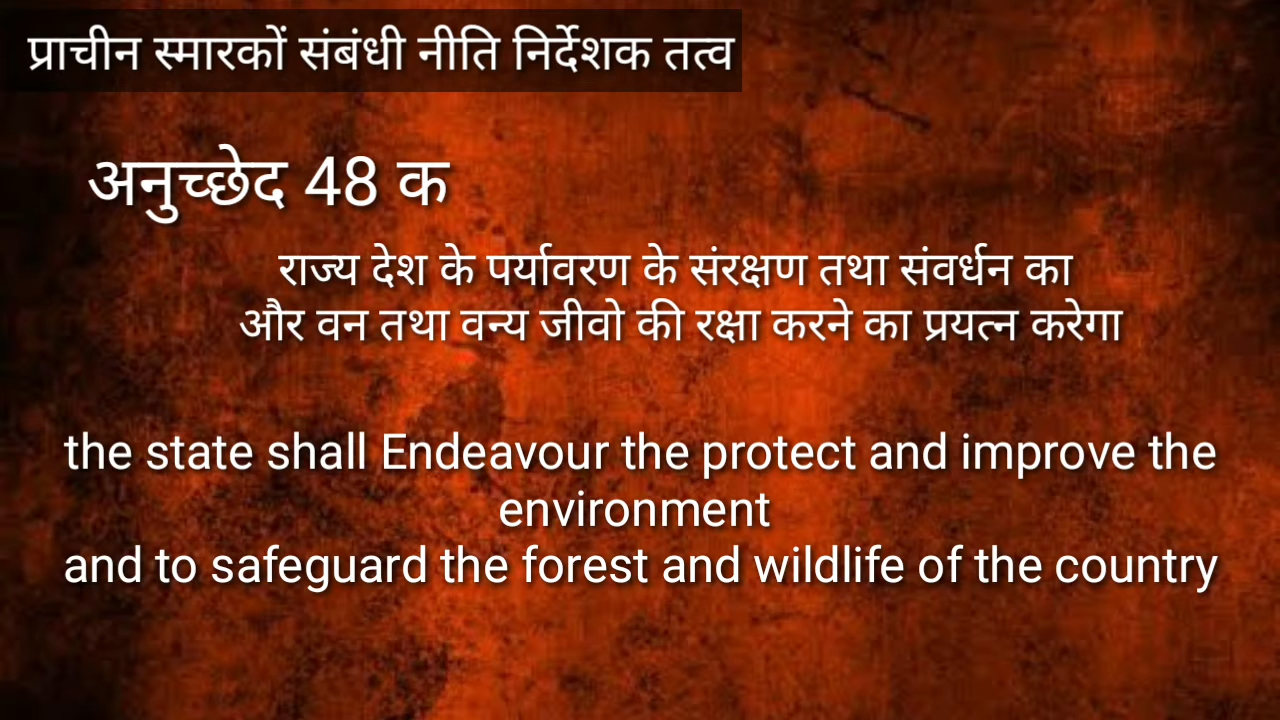 प्राचीन स्मारकों संबंधी नीति निर्देशक तत्व
अनुच्छेद 48 क
राज्य देश के पर्यावरण के संरक्षण तथा संवर्धन का
और वन तथा वन्य जीवो की रक्षा करने का प्रयत्न करेगा
the state shall Endeavour the protect and improve the
environment
and to safeguard the forest and wildlife of the country